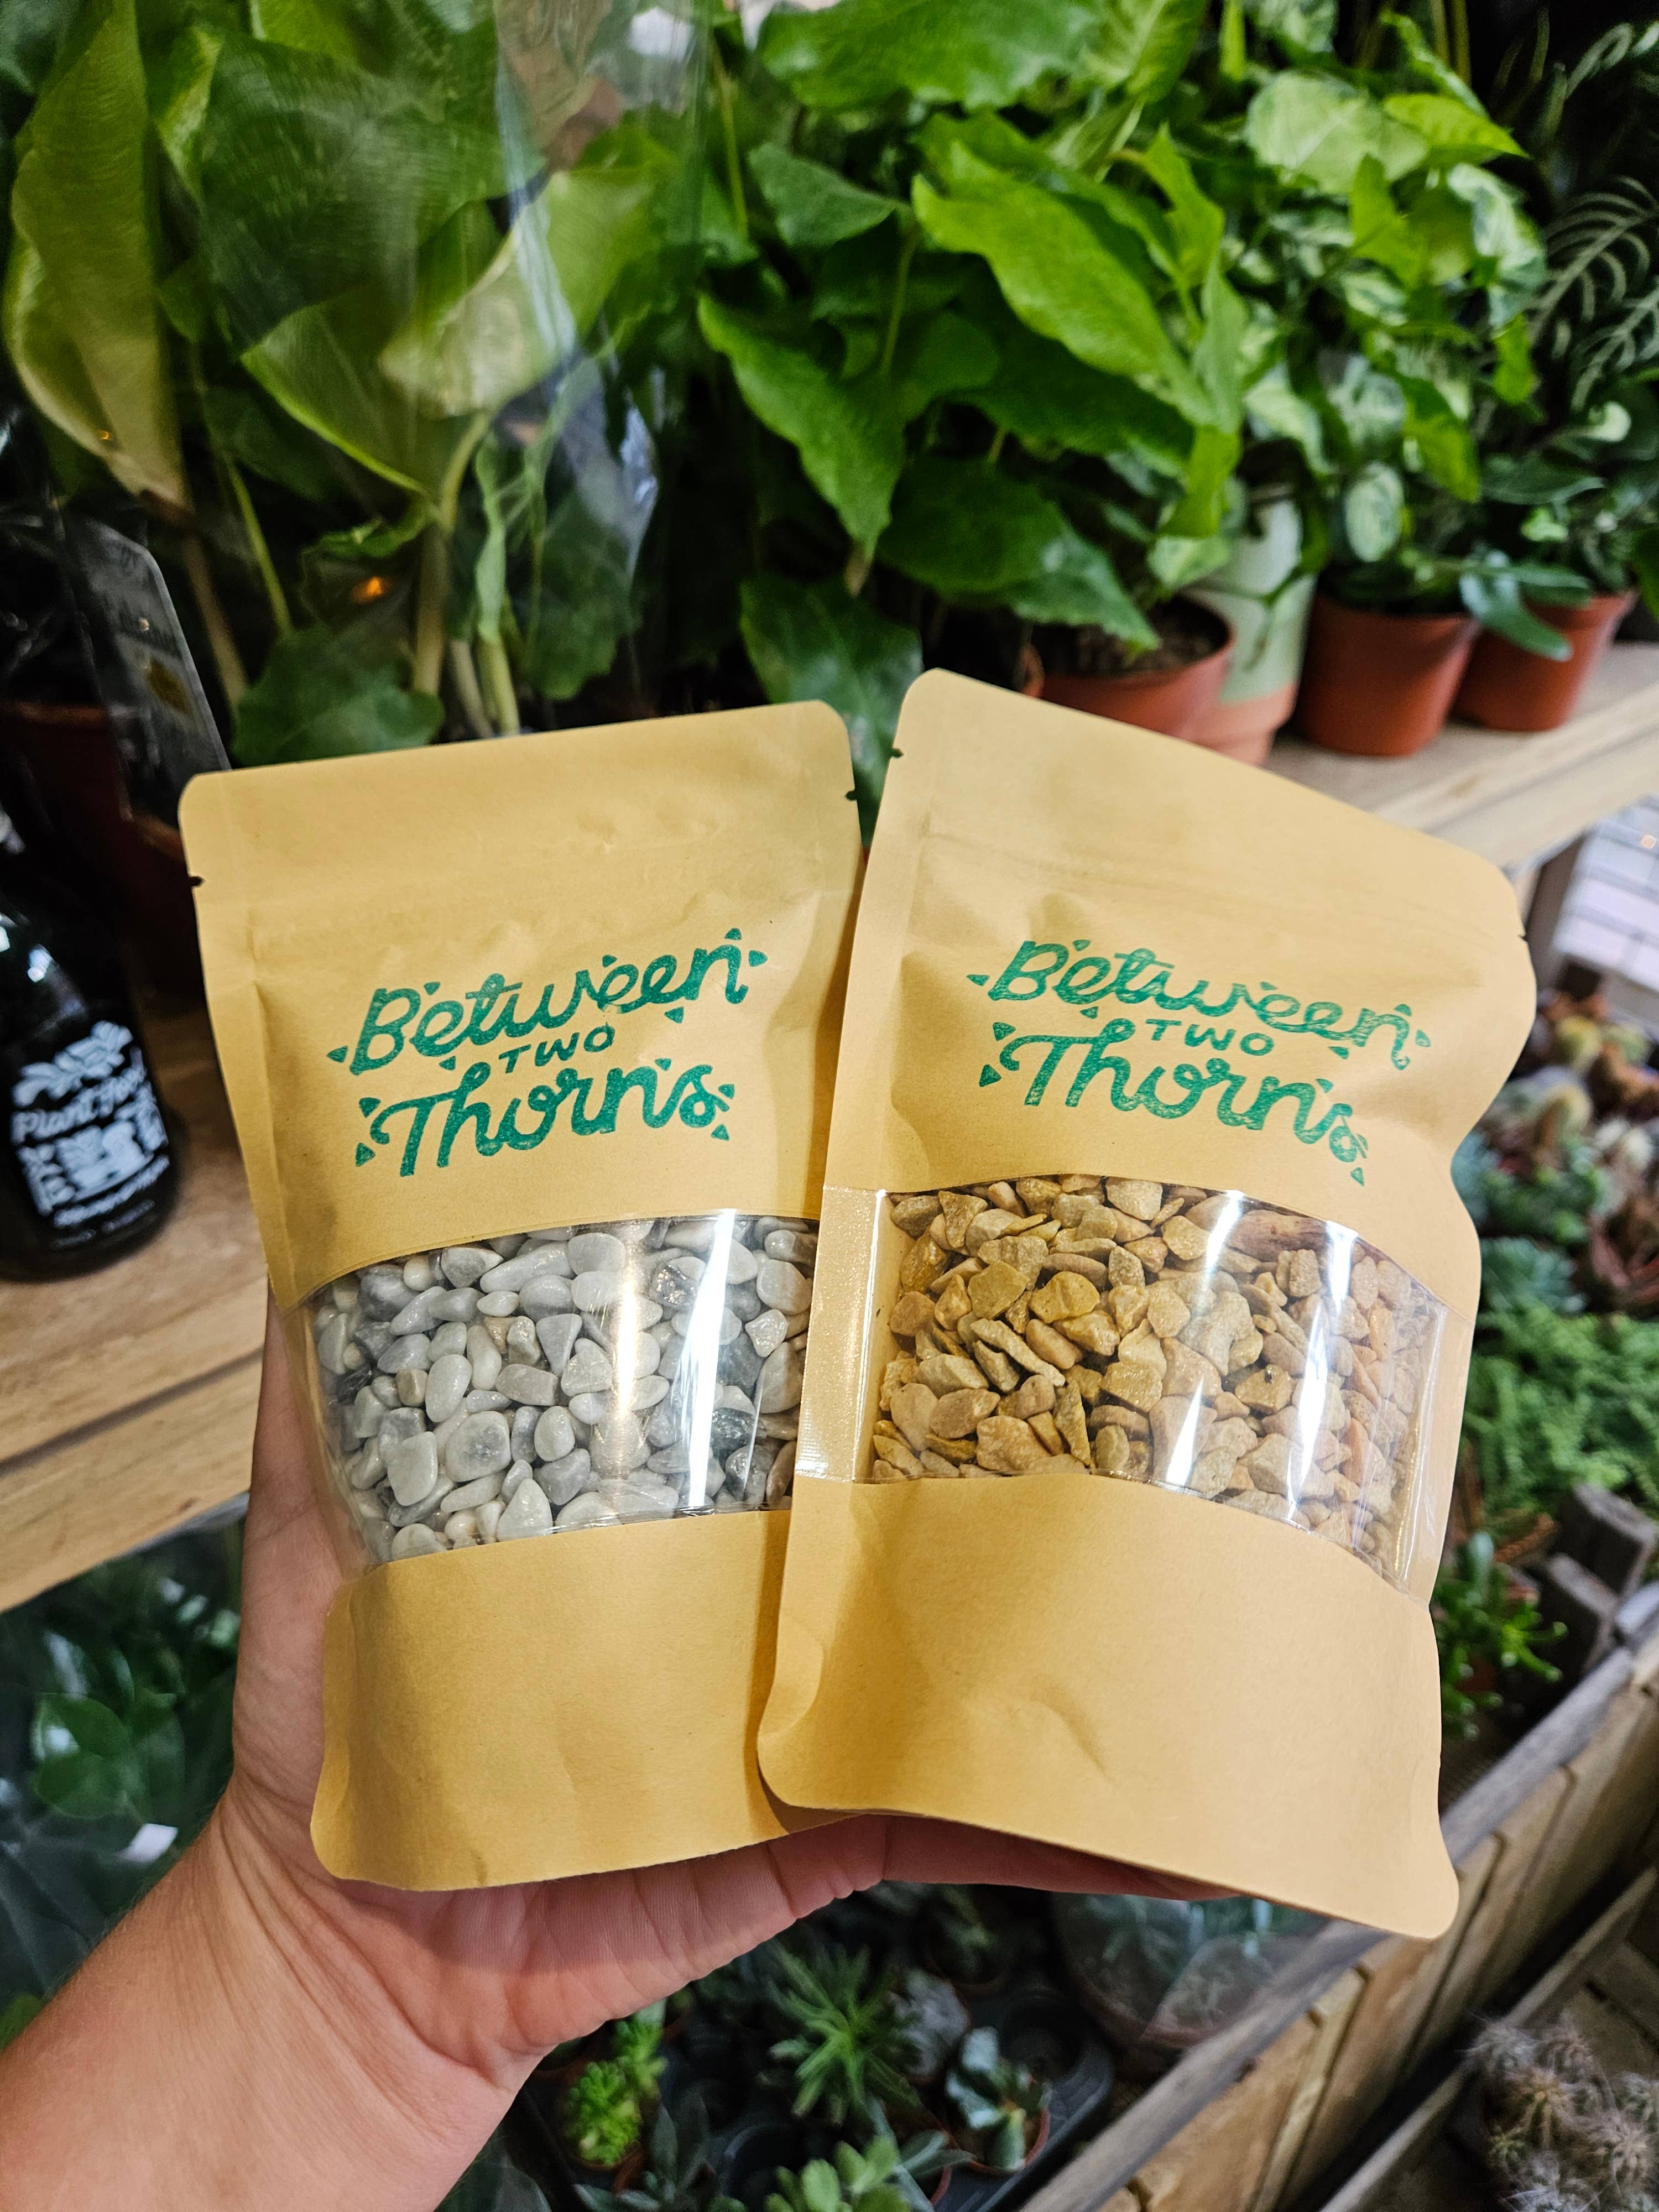 Between
TWO
Thorns
Between
TWO
Thorns
Plant food